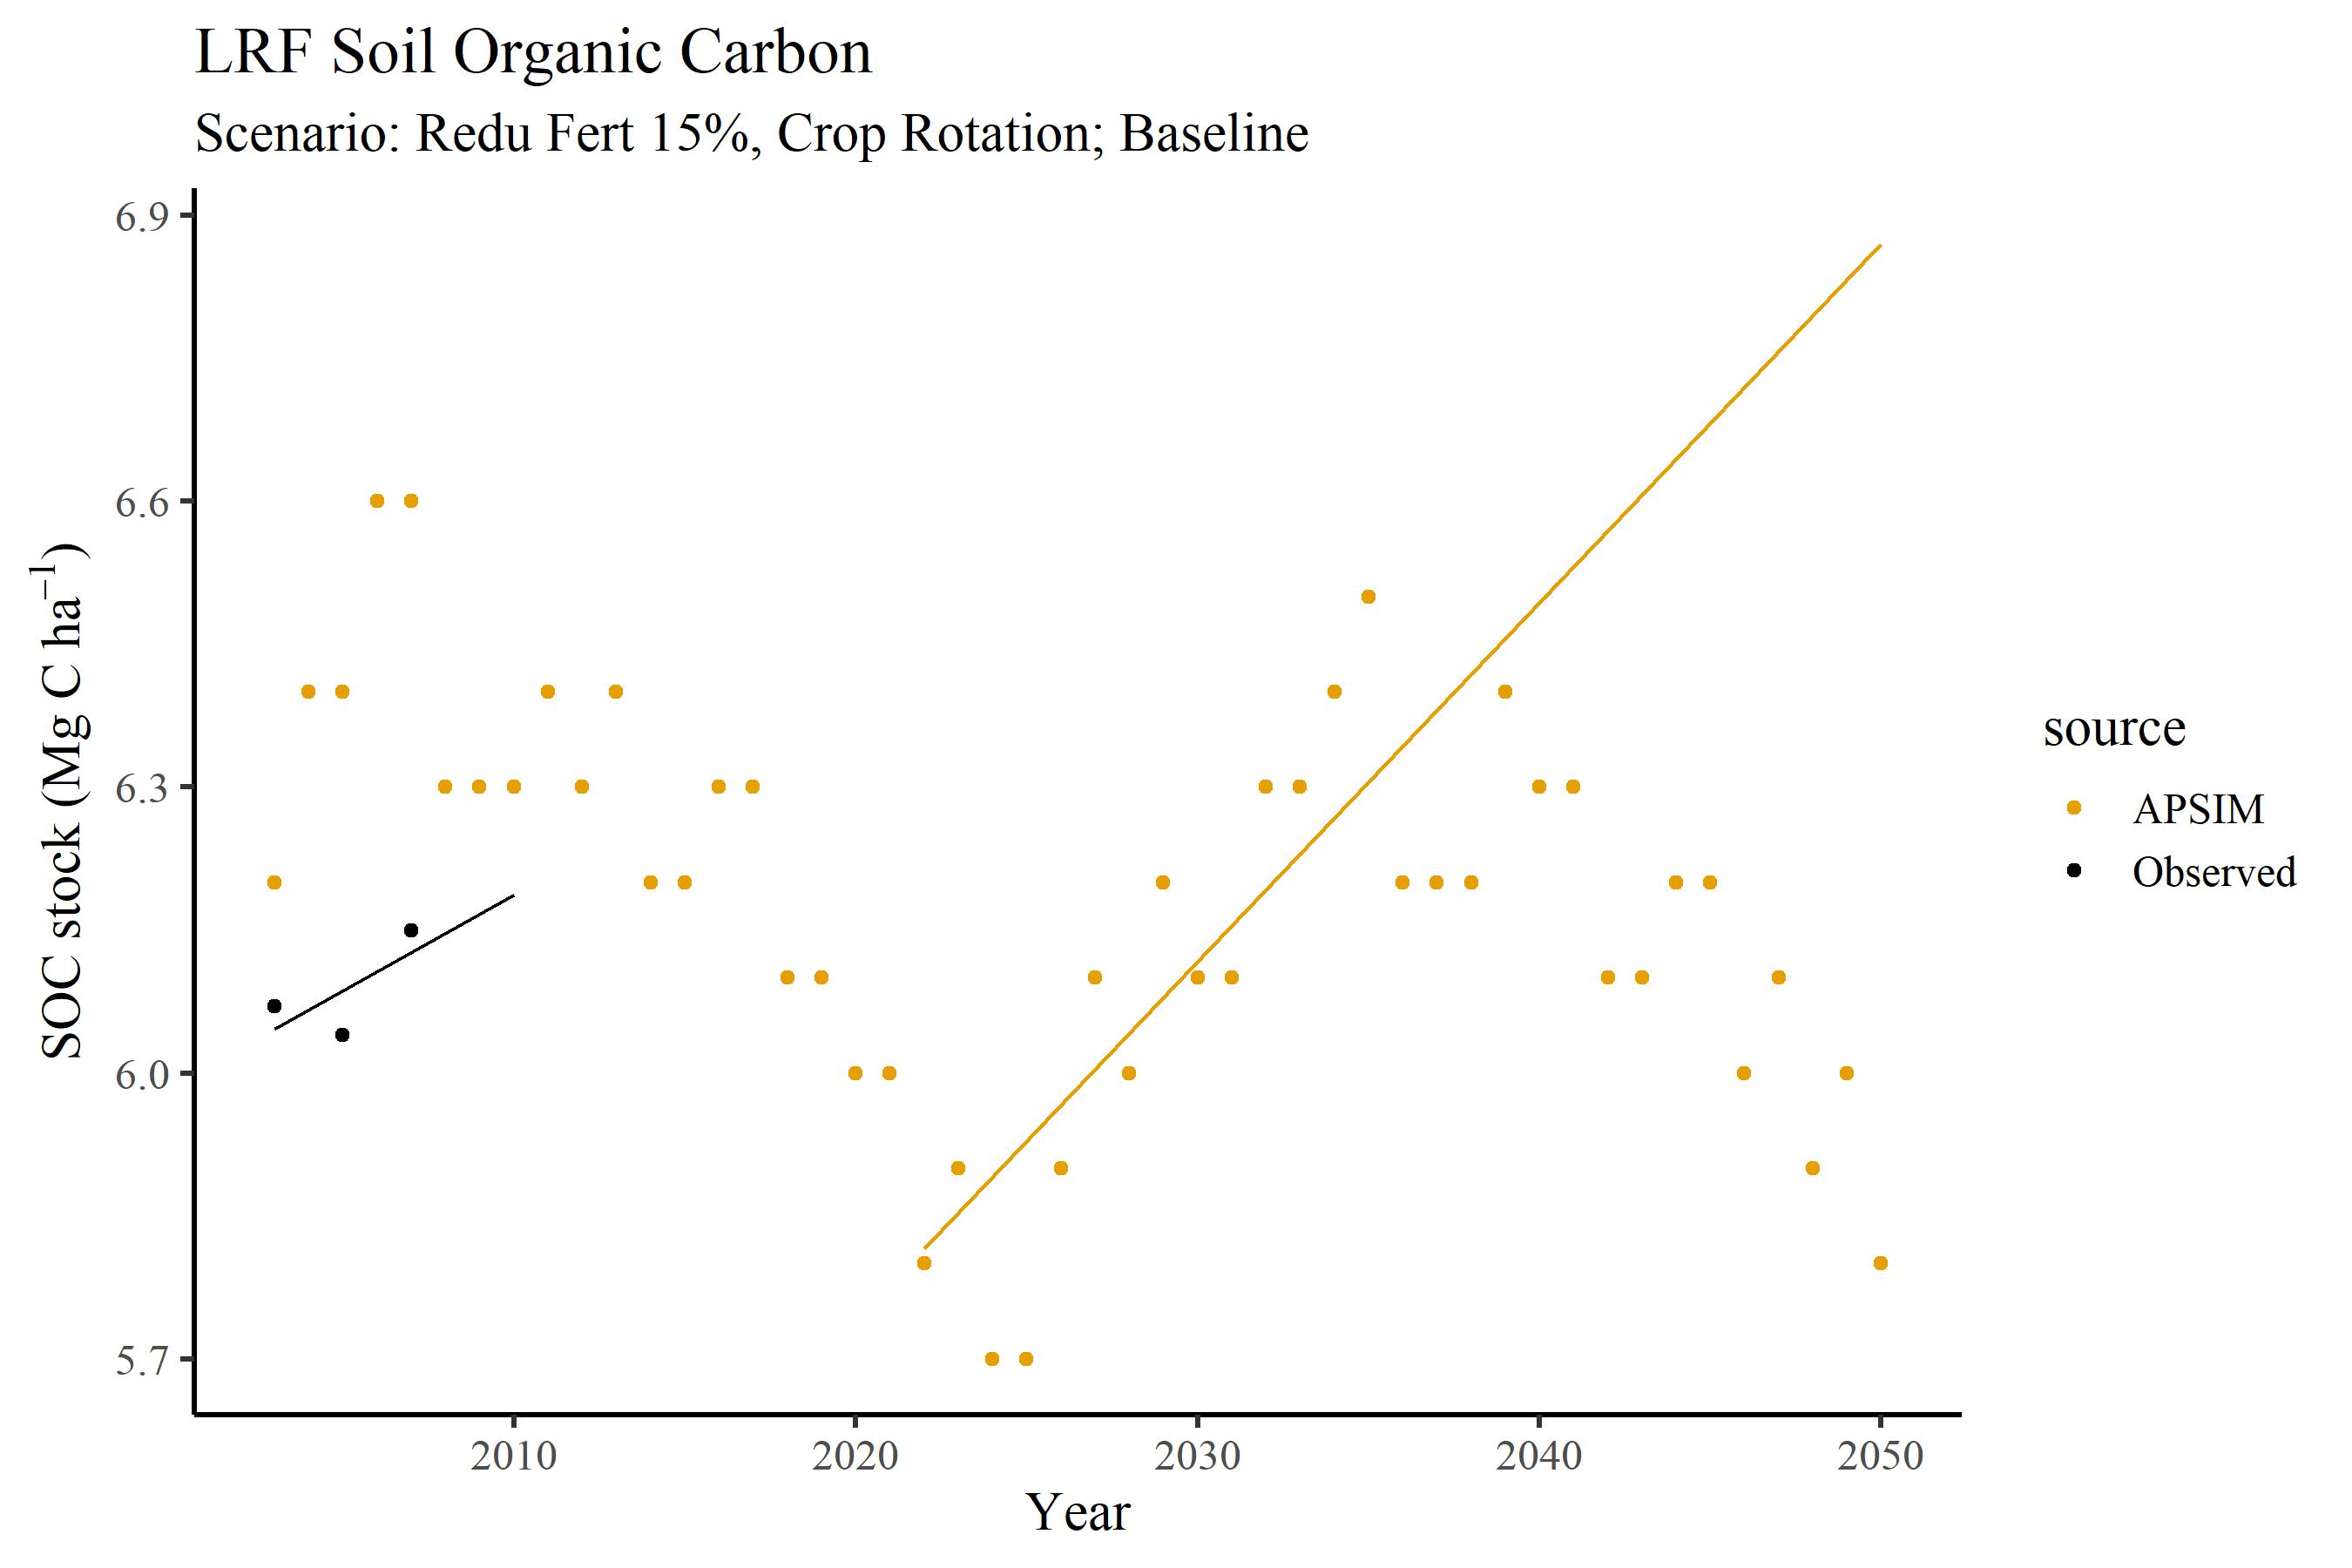 LRF Soil Organic Carbon
Scenario: Redu Fert 15%, Crop Rotation; Baseline
6.9
6.6
6.3
6.0
5.7
SOC stock (Mg C ha⁻¹)
2010 2020 2030 2040 2050
Year
source
APSIM
Observed